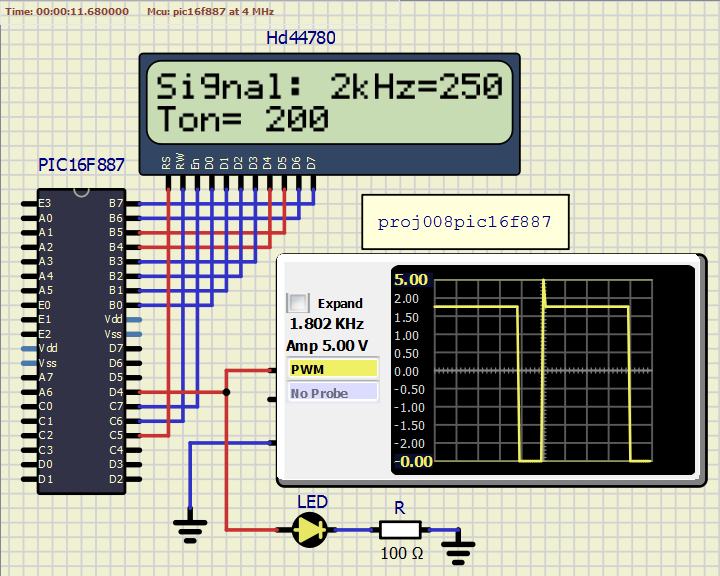 Time: 00:00:11.680000 Mcu: pic16f887 at 4 MHz
Hd44780
Signal: 2kHz=250
Ton= 200
RS RW En D0 D1 D2 D3 D4 D5 D6 D7
PIC16F887
E3 B7
A0 B6
A1 B5
A2 B4
A3 B3
A4 B2
A5 B1
E0 B0
E1 Vdd
E2 Vss
Vdd D7
Vss D6
A7 D5
A6 D4
C0 C7
C1 C6
C2 C5
C3 C4
D0 D3
D1 D2
proj008pic16f887
Expand
1.802 KHz
Amp 5.00 V
PWM
No Probe
5.00
2.00
1.50
1.00
0.50
0.00
-0.50
-1.00
-1.50
-2.00
-0.00
LED
R
100 Ω